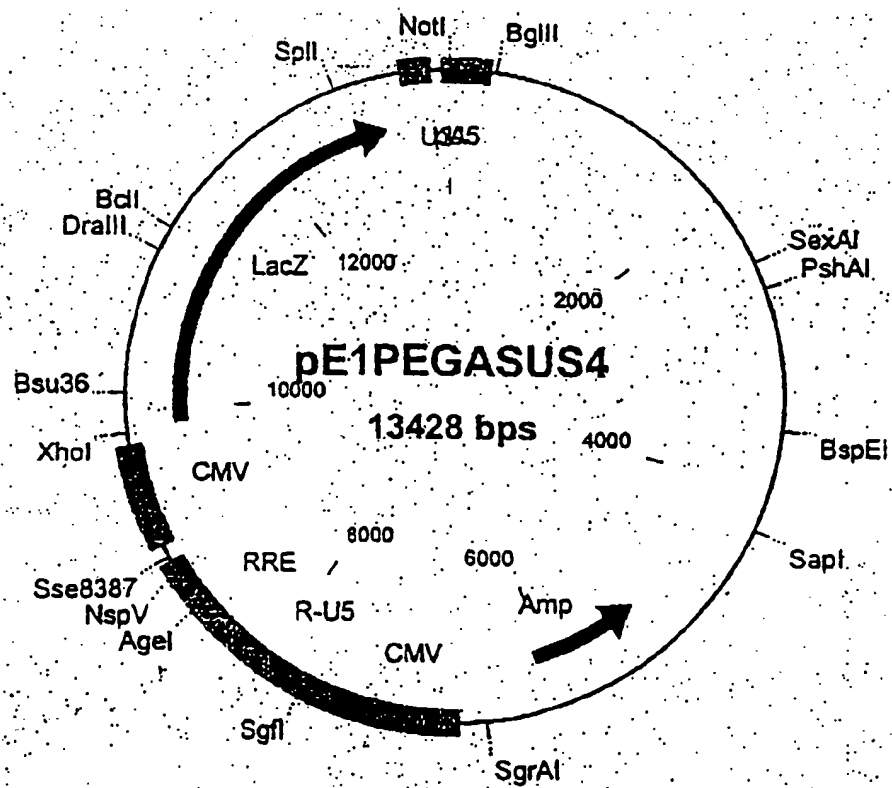 NotI
BglII
SplI
BclI
DraIII
LacZ
12000
SexAI
PshAI
2000
pE1PEGASUS4
13428 bps
Bsu36
10000
4000
XhoI
CMV
BspEI
8000
6000
SapI
RRE
Sse8387
NspV
AgeI
R-U5
Amp
CMV
SgfI
SgrAI